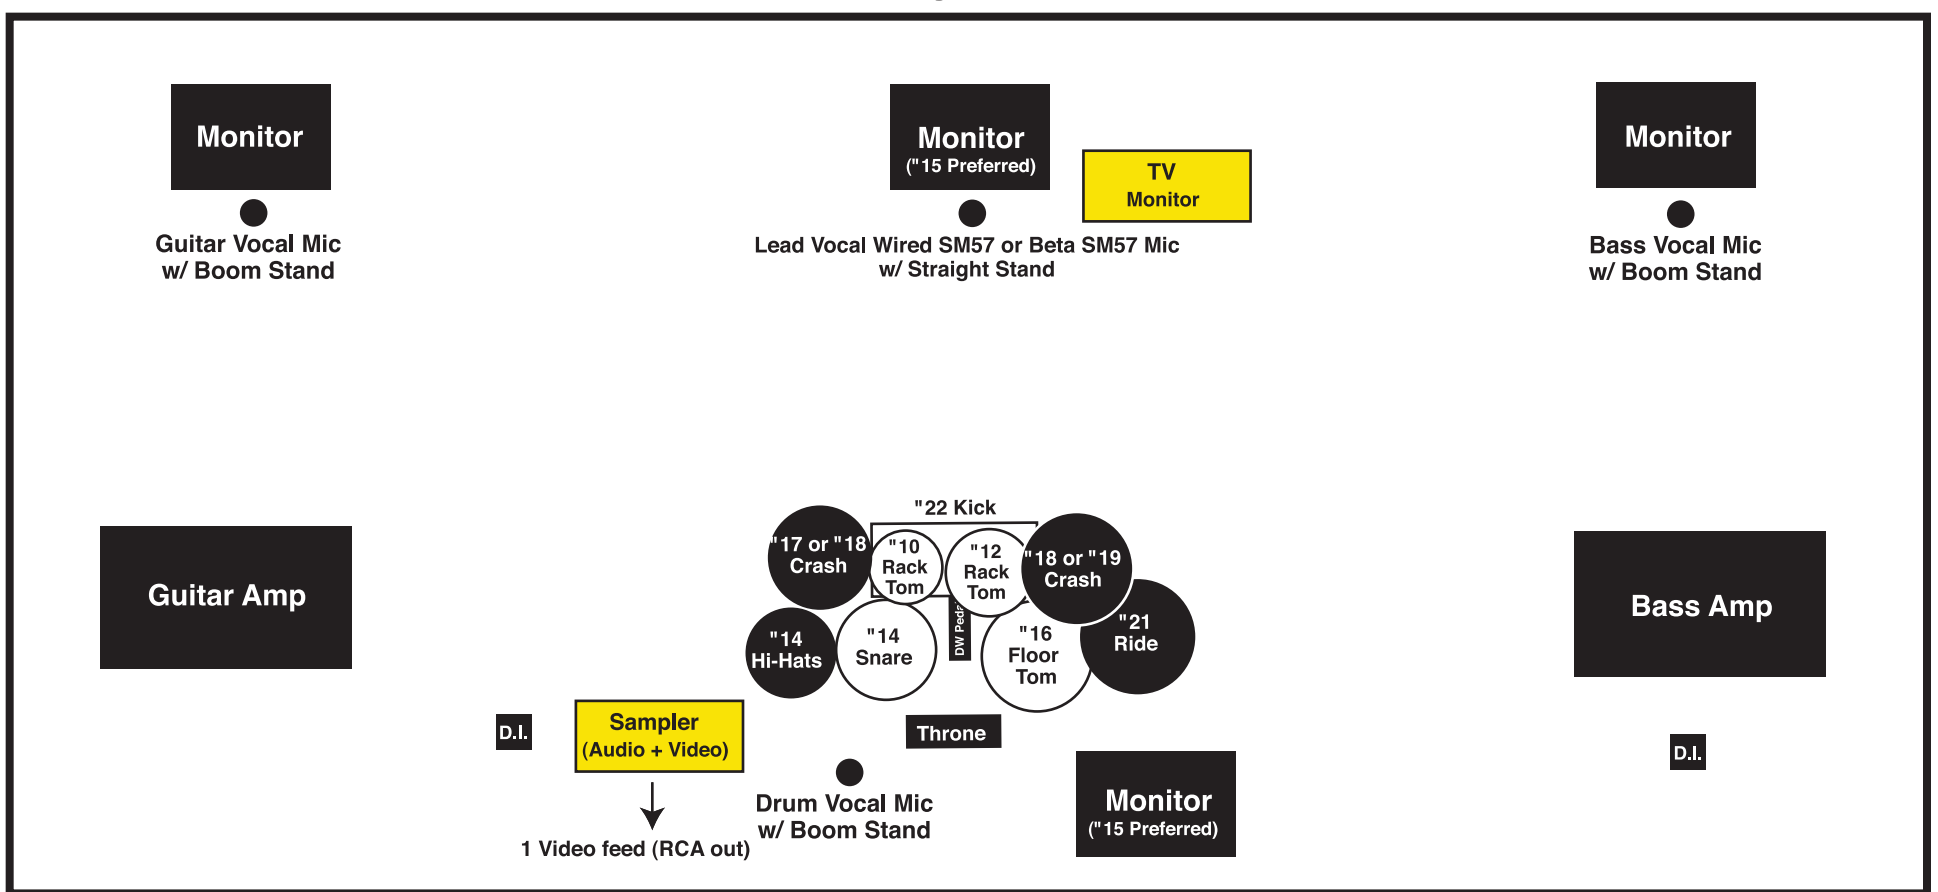 Monitor
Monitor
("15 Preferred)
TV
Monitor
Monitor
Guitar Vocal Mic
w/ Boom Stand
Lead Vocal Wired SM57 or Beta SM57 Mic
w/ Straight Stand
Bass Vocal Mic
w/ Boom Stand
"22 Kick
"17 or "18
Crash
"10
Rack
Tom
"12
Rack
Tom
"18 or "19
Crash
Guitar Amp
Bass Amp
"14
Hi-Hats
"14
Snare
"16
Floor
Tom
"21
Ride
D.I.
Sampler
(Audio + Video)
Throne
D.I.
Drum Vocal Mic
w/ Boom Stand
Monitor
("15 Preferred)
1 Video feed (RCA out)